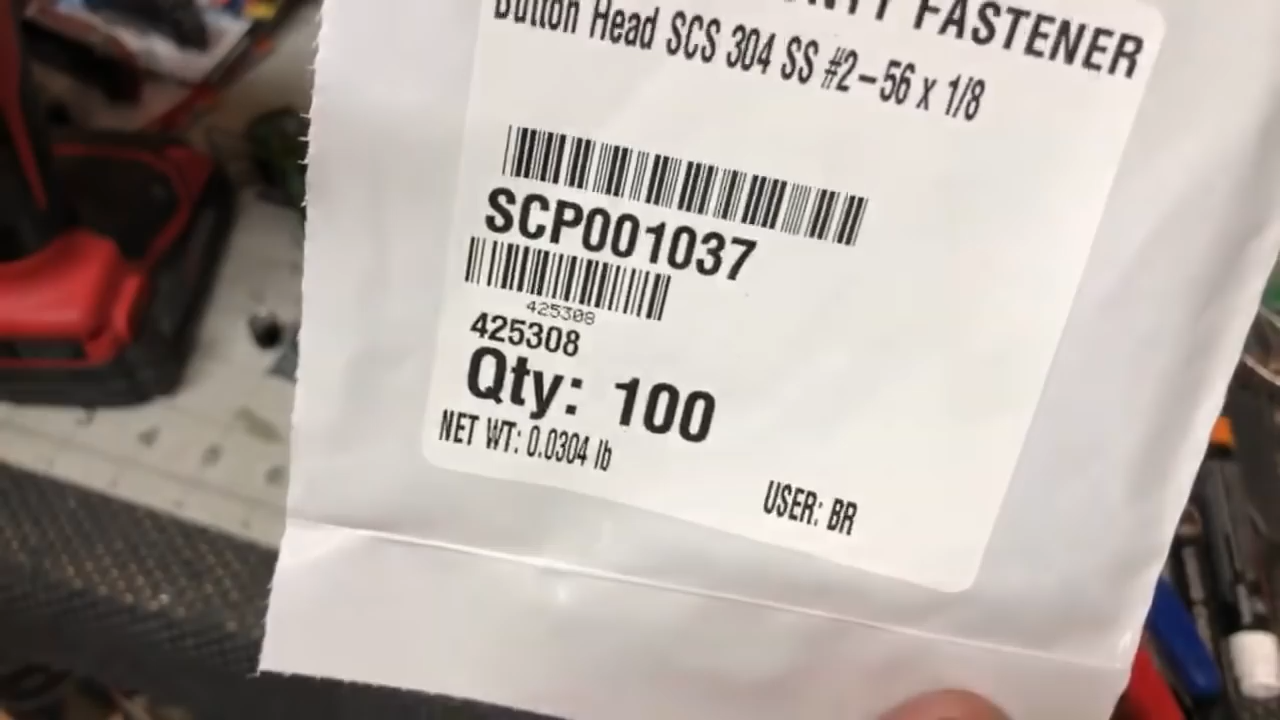 FASTENER
Button Head SCS 304 SS #2-56 x 1/8
SCP001037
425308
425308
Qty: 100
NET WT: 0.0304 lb
USER: BR